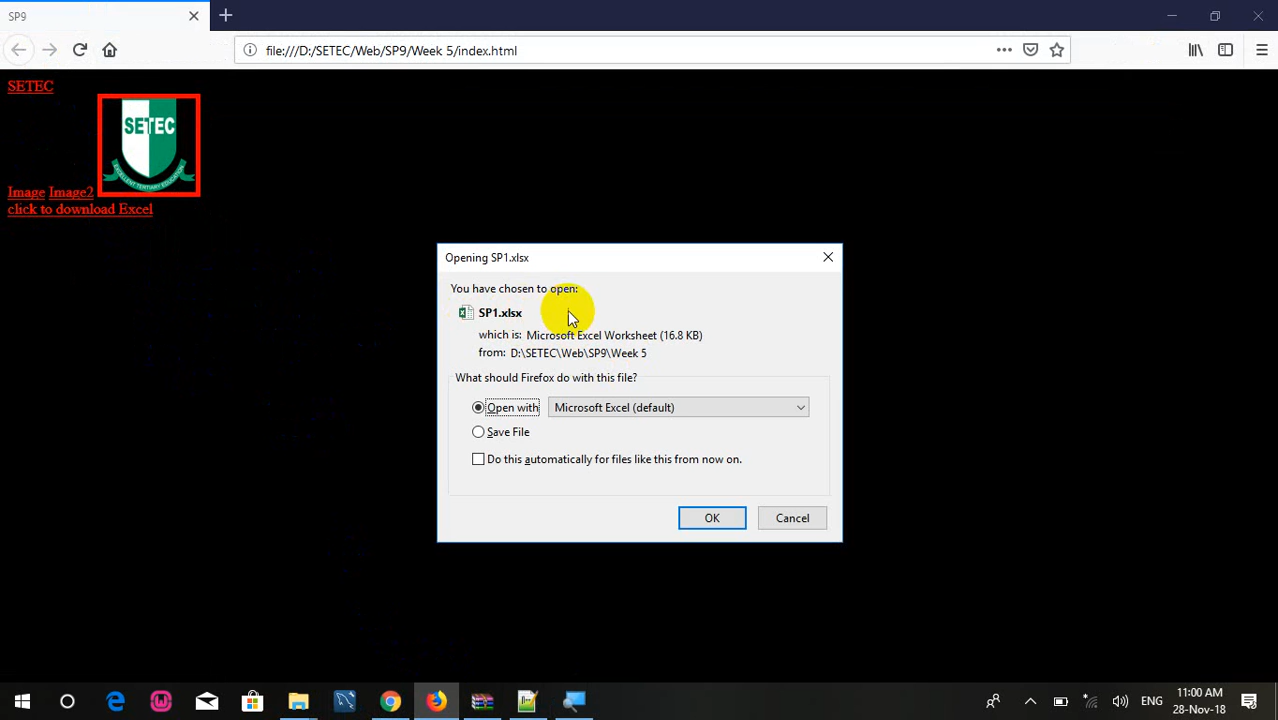 SP9
file:///D:/SETEC/Web/SP9/Week 5/index.html
SETEC
SETEC
EXCELLENT TERTIARY EDUCATION
Image Image2
click to download Excel
Opening SP1.xlsx
You have chosen to open:
SP1.xlsx
which is: Microsoft Excel Worksheet (16.8 KB)
from: D:\SETEC\Web\SP9\Week 5
What should Firefox do with this file?
Open with Microsoft Excel (default)
Save File
Do this automatically for files like this from now on.
OK Cancel
ENG 11:00 AM
28-Nov-18